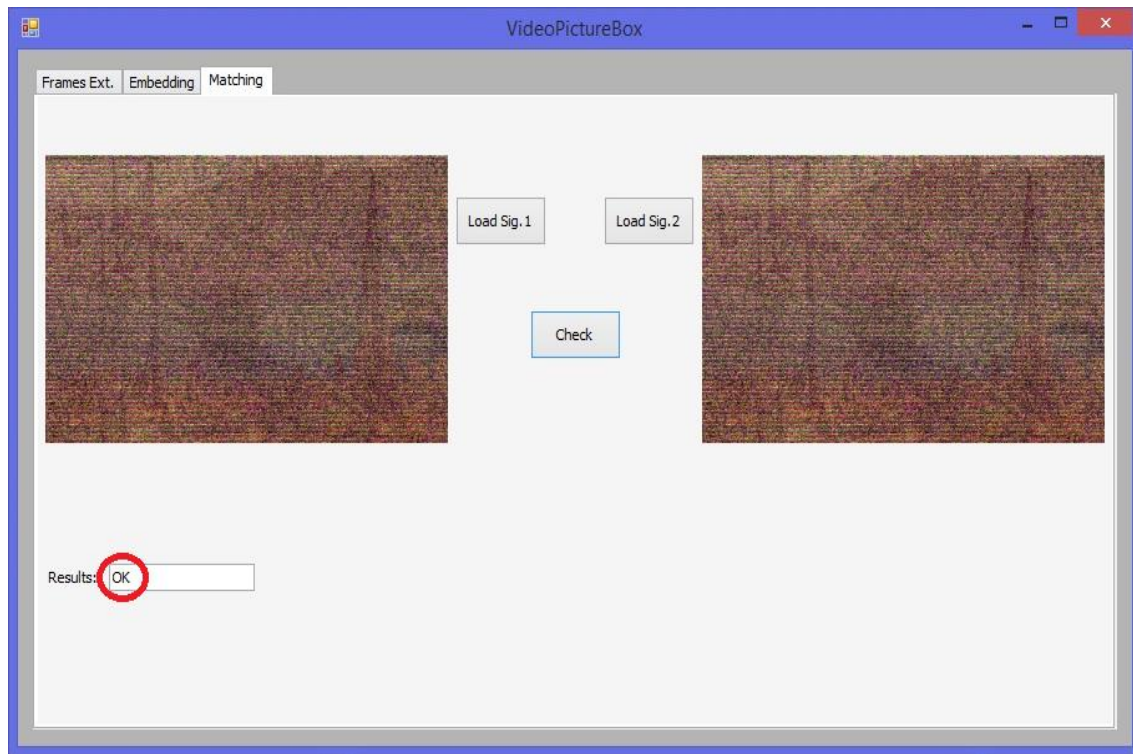 VideoPictureBox
Frames Ext. Embedding Matching
Load Sig.1 Load Sig.2
Check
Results: OK